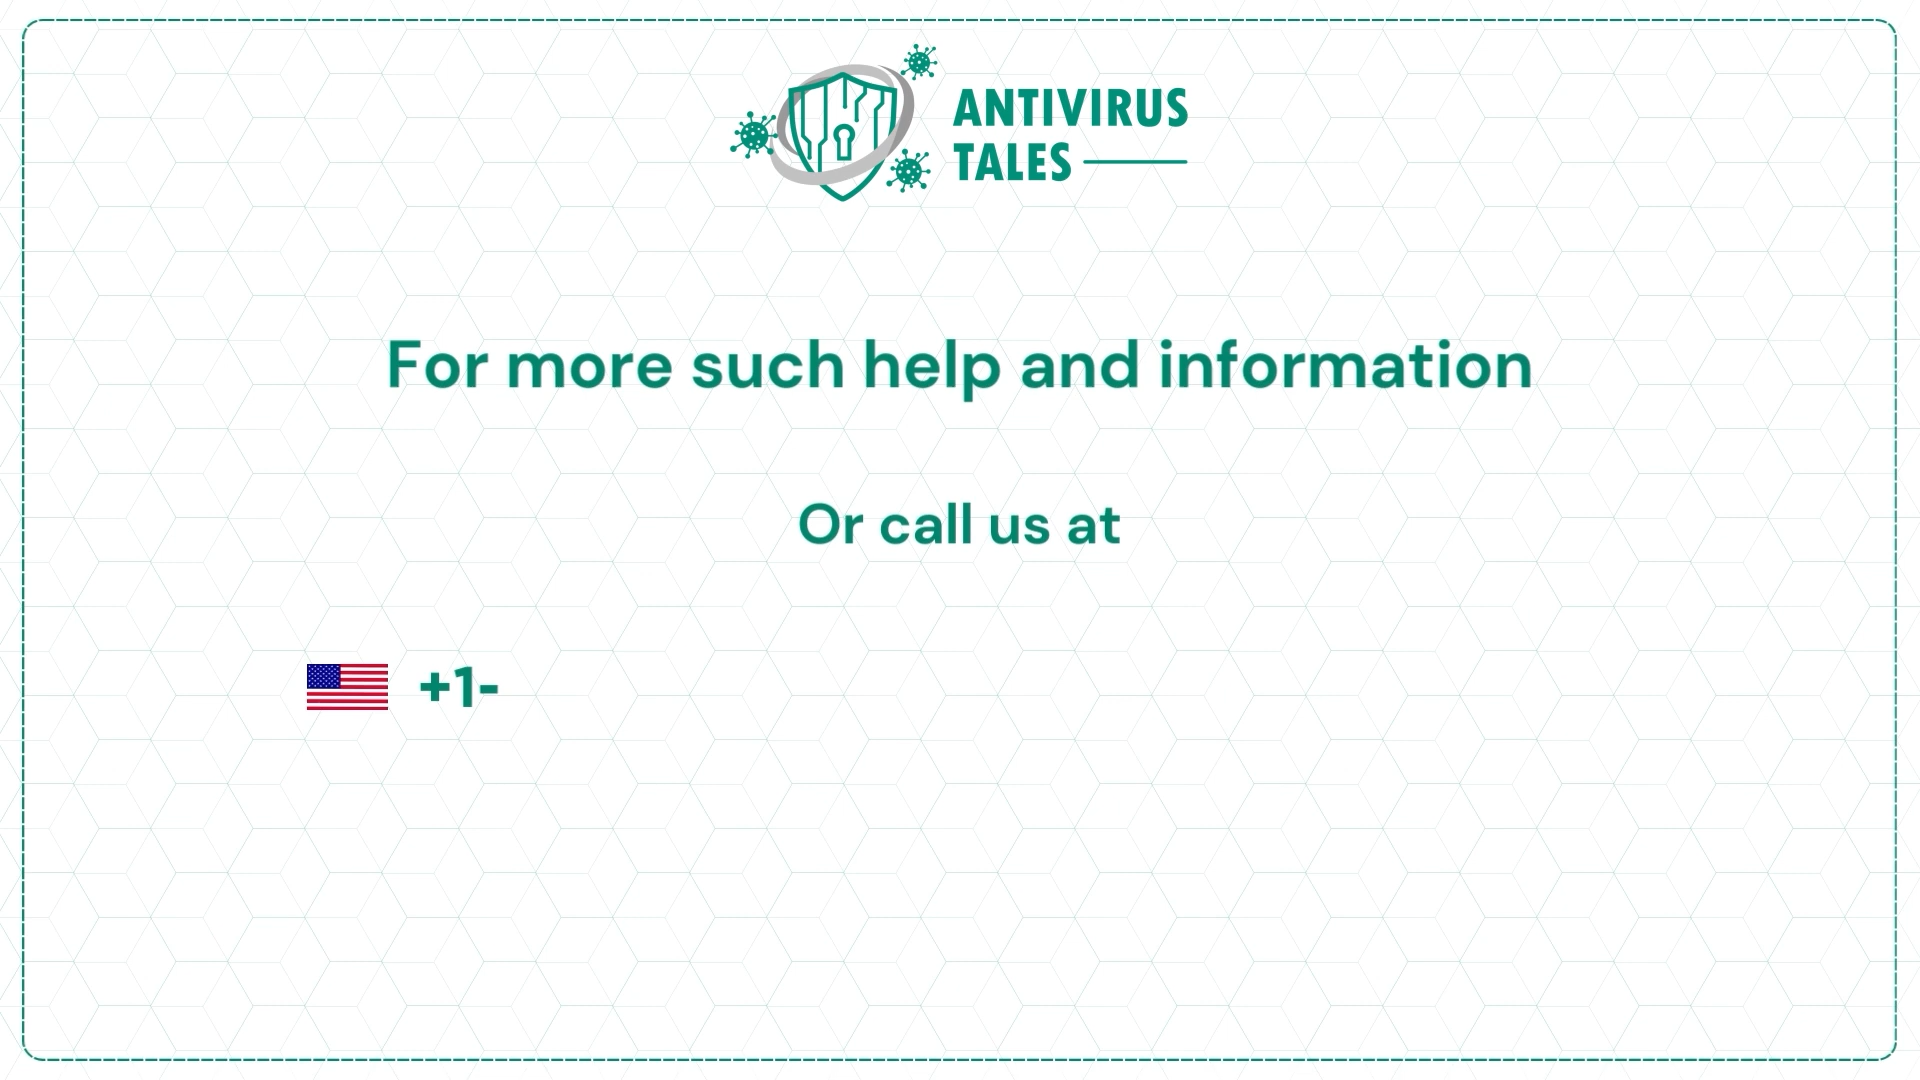 ANTIVIRUS
TALES
For more such help and information
Or call us at
+1-